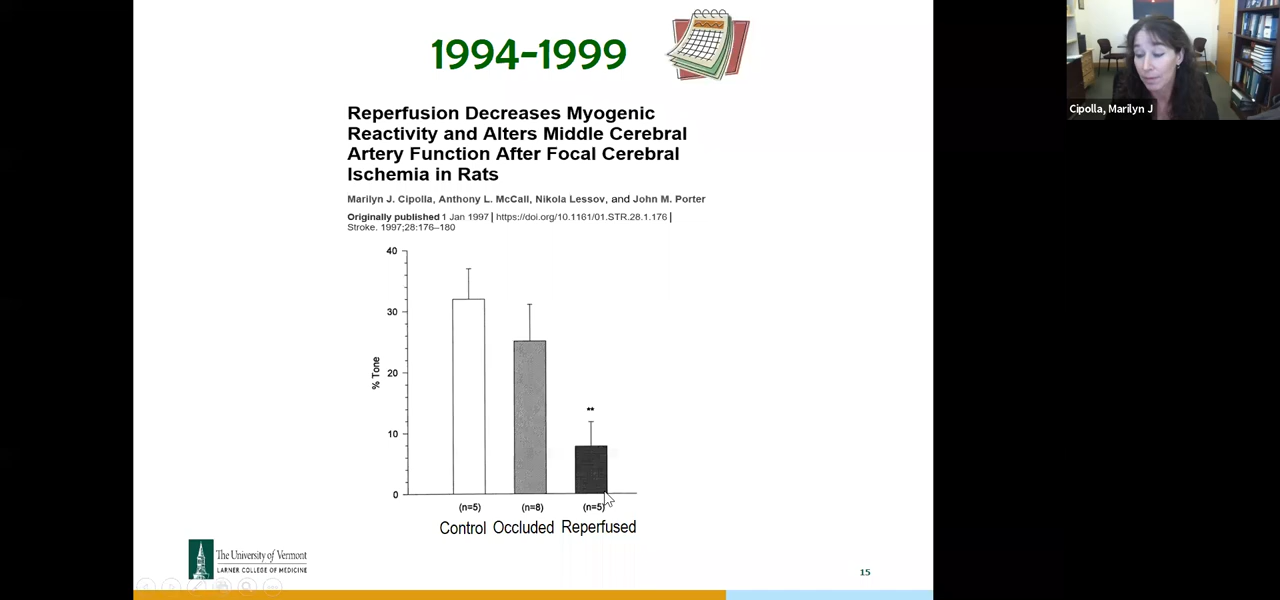 1994-1999
Reperfusion Decreases Myogenic
Reactivity and Alters Middle Cerebral
Artery Function After Focal Cerebral
Ischemia in Rats
Marilyn J. Cipolla, Anthony L. McCall, Nikola Lessov, and John M. Porter
Originally published 1 Jan 1997 | https://doi.org/10.1161/01.STR.28.1.176 |
Stroke. 1997;28:176–180
40
30
20
10
0
% Tone
**
(n=5) (n=8) (n=5)
Control Occluded Reperfused
The University of Vermont
LARNER COLLEGE OF MEDICINE
15
Cipolla, Marilyn J